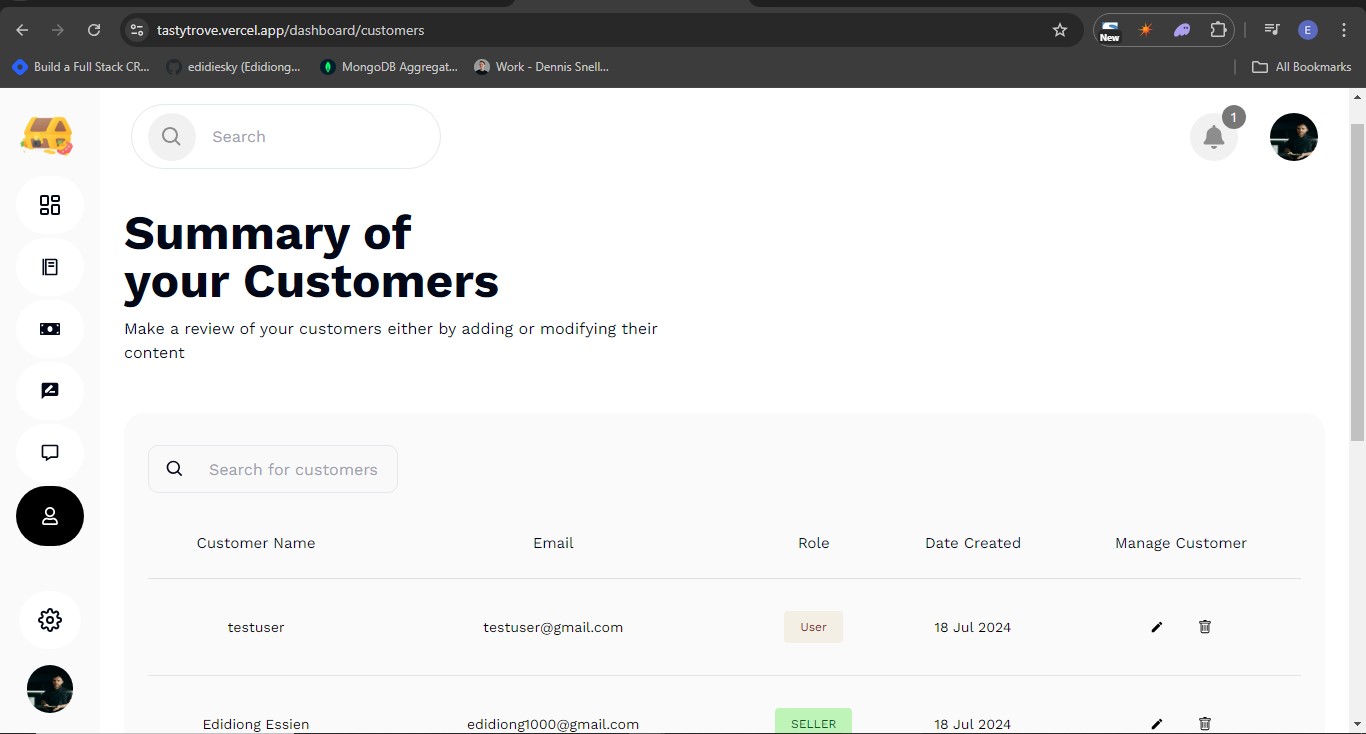 tastytrove.vercel.app/dashboard/customers
New
E
Build a Full Stack CR...
edidiesky (Edidiong...
MongoDB Aggregat...
Work - Dennis Snell...
All Bookmarks
Search
1
Summary of
your Customers
Make a review of your customers either by adding or modifying their
content
Search for customers
Customer Name Email Role Date Created Manage Customer
testuser testuser@gmail.com User 18 Jul 2024
Edidiong Essien edidiong1000@gmail.com SELLER 18 Jul 2024